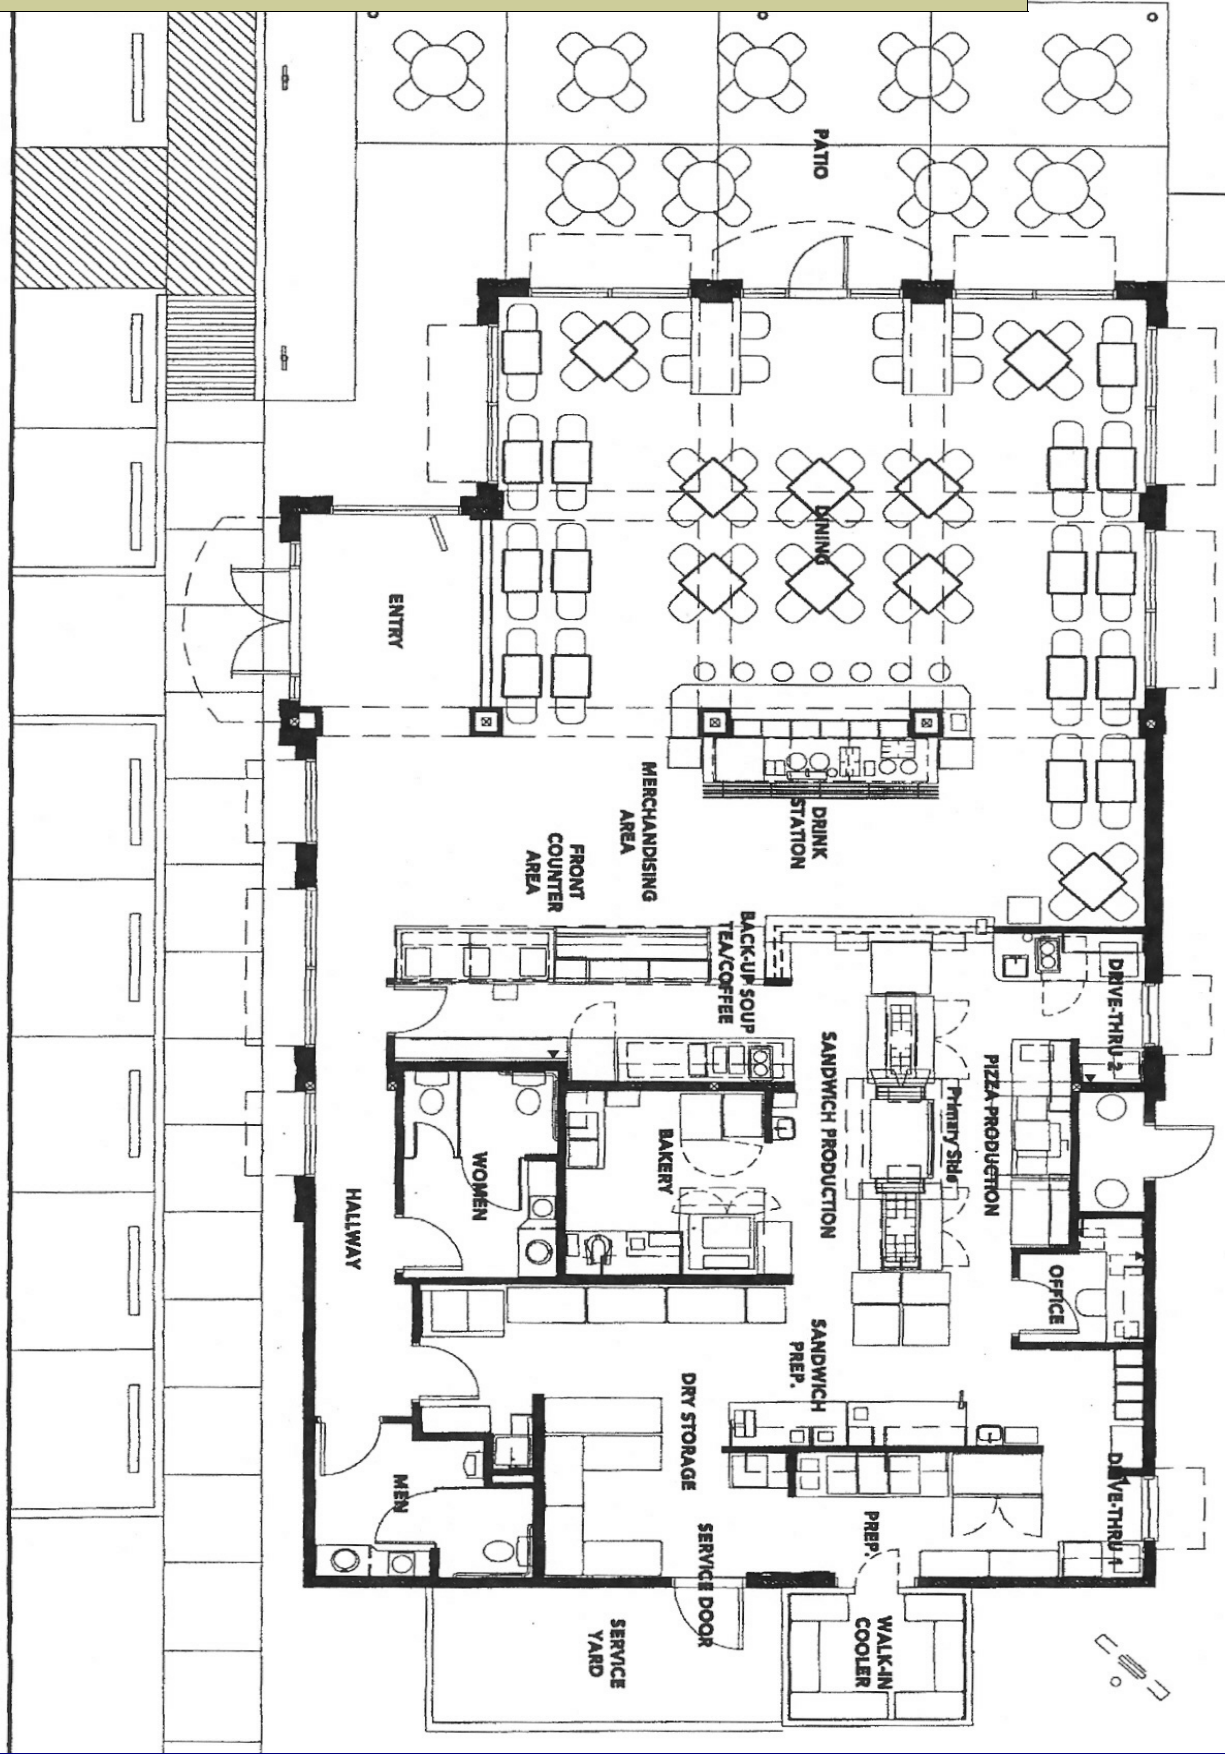 PATIO
DINING
ENTRY
MERCHANDISING
AREA
DRINK
STATION
FRONT
COUNTER
AREA
BACK-UP SOUP
TEA/COFFEE
DRIVE-THRU 2
SANDWICH PRODUCTION
PIZZA PRODUCTION
Primary Side
BAKERY
WOMEN
HALLWAY
OFFICE
SANDWICH
PREP.
DRY STORAGE
MEN
PREP.
DRIVE-THRU 1
SERVICE DOOR
SERVICE
YARD
WALK-IN
COOLER